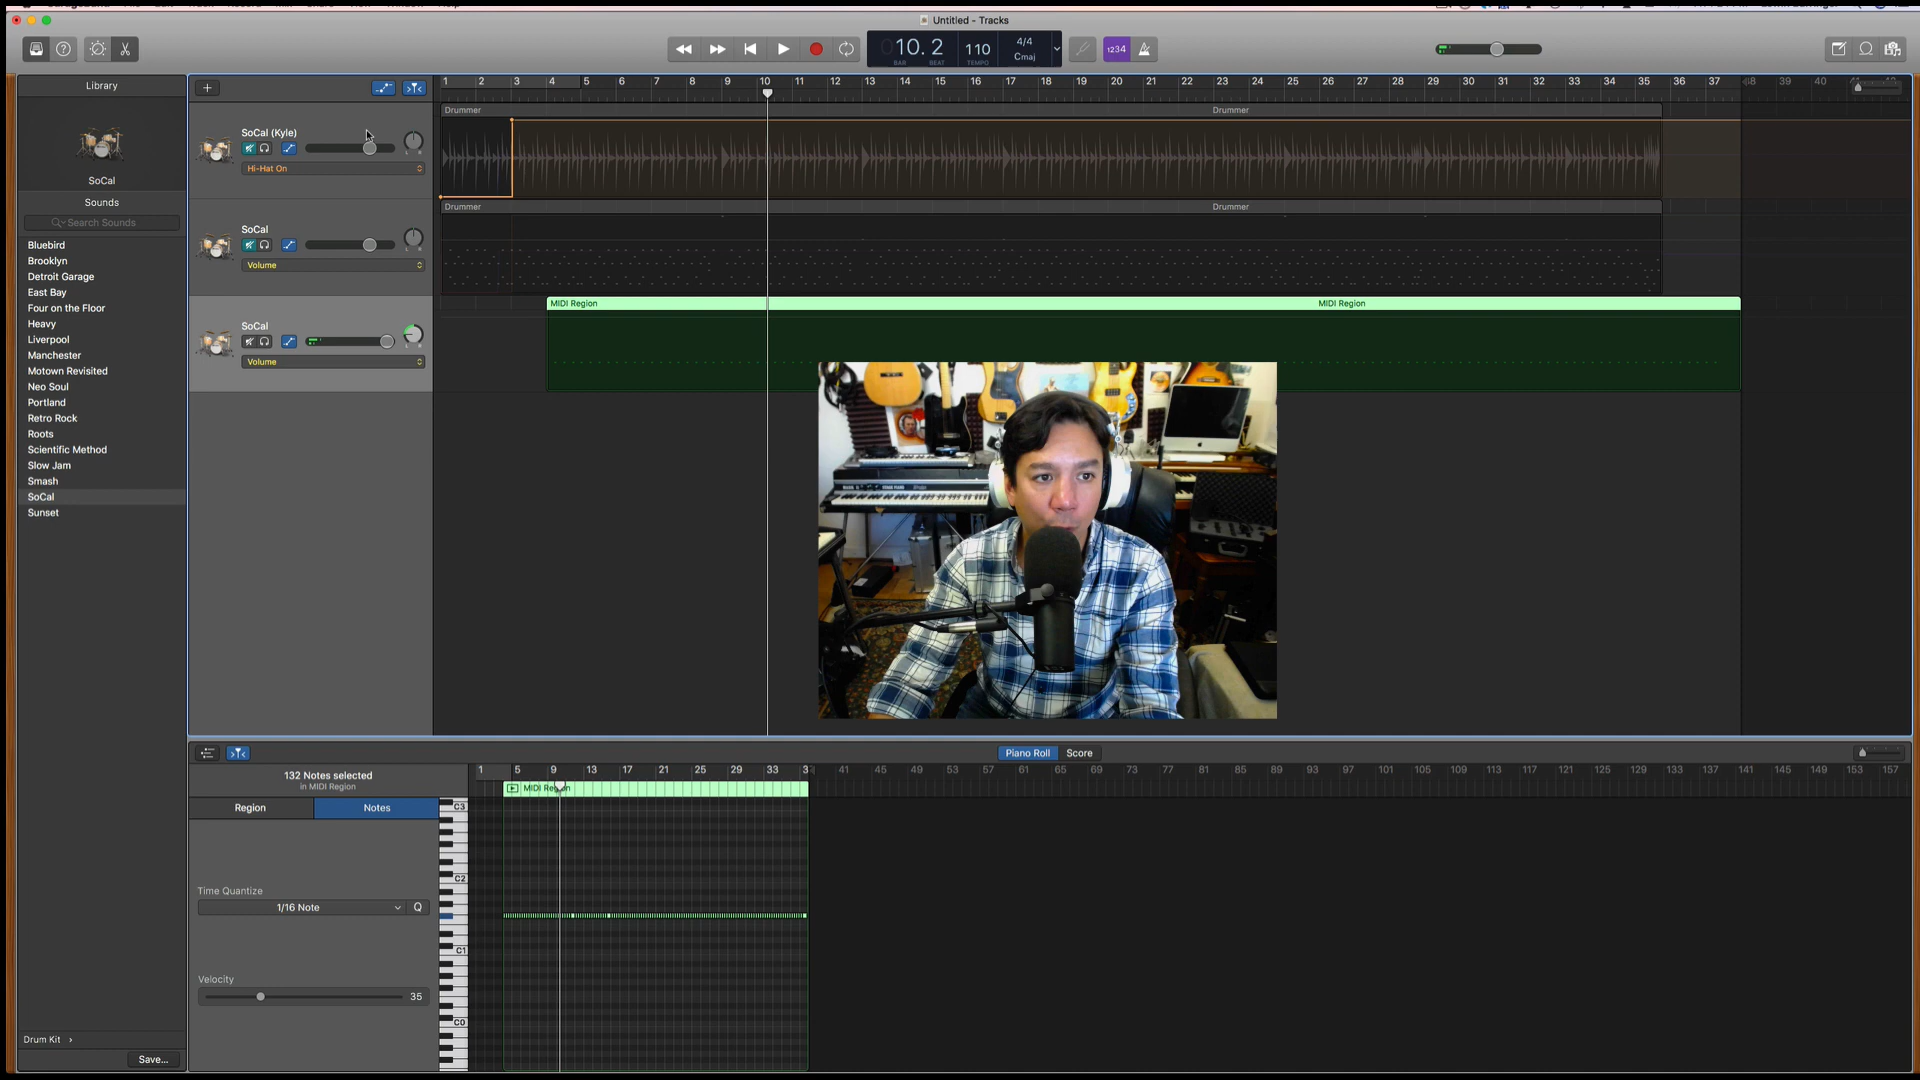 Untitled - Tracks
010. 2
BAR
BEAT
110
TEMPO
4/4
Cmaj
1234
Library
SoCal
Sounds
Search Sounds
Bluebird
Brooklyn
Detroit Garage
East Bay
Four on the Floor
Heavy
Liverpool
Manchester
Motown Revisited
Neo Soul
Portland
Retro Rock
Roots
Scientific Method
Slow Jam
Smash
SoCal
Sunset
Drum Kit
Save...
1 2 3 4 5 6 7 8 9 10 11 12 13 14 15 16 17 18 19 20 21 22 23 24 25 26 27 28 29 30 31 32 33 34 35 36 37 38 39 40
SoCal (Kyle)
Hi-Hat On
Drummer
Drummer
SoCal
Volume
Drummer
Drummer
SoCal
Volume
MIDI Region
MIDI Region
Piano Roll
Score
132 Notes selected
in MIDI Region
Region
Notes
Time Quantize
1/16 Note
Q
Velocity
35
1 5 9 13 17 21 25 29 33 3 41 45 49 53 57 61 65 69 73 77 81 85 89 93 97 101 105 109 113 117 121 125 129 133 137 141 145 149 153 157
MIDI Region
C3
C2
C1
C0